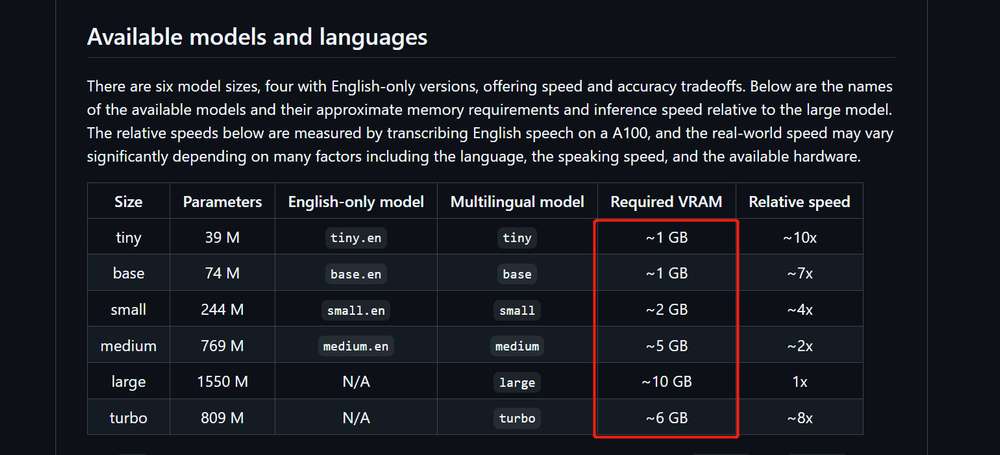 Available models and languages
There are six model sizes, four with English-only versions, offering speed and accuracy tradeoffs. Below are the names
of the available models and their approximate memory requirements and inference speed relative to the large model.
The relative speeds below are measured by transcribing English speech on a A100, and the real-world speed may vary
significantly depending on many factors including the language, the speaking speed, and the available hardware.
Size Parameters English-only model Multilingual model Required VRAM Relative speed
tiny 39 M tiny.en tiny ~1 GB ~10x
base 74 M base.en base ~1 GB ~7x
small 244 M small.en small ~2 GB ~4x
medium 769 M medium.en medium ~5 GB ~2x
large 1550 M N/A large ~10 GB 1x
turbo 809 M N/A turbo ~6 GB ~8x